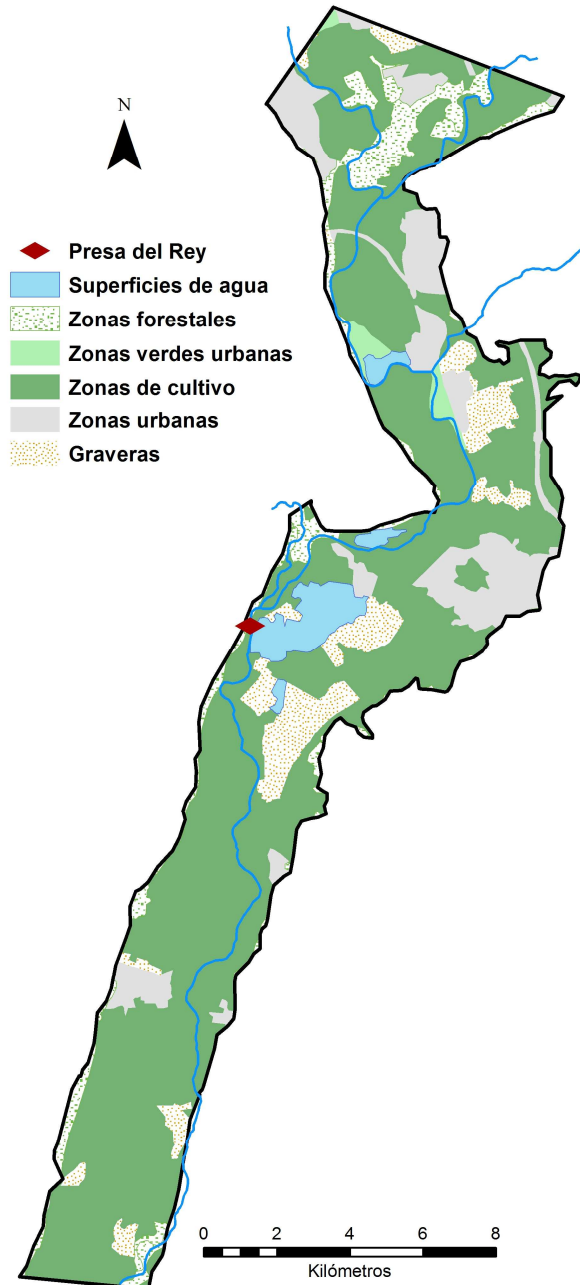 N
Presa del Rey
Superficies de agua
Zonas forestales
Zonas verdes urbanas
Zonas de cultivo
Zonas urbanas
Graveras
0 2 4 6 8
Kilómetros